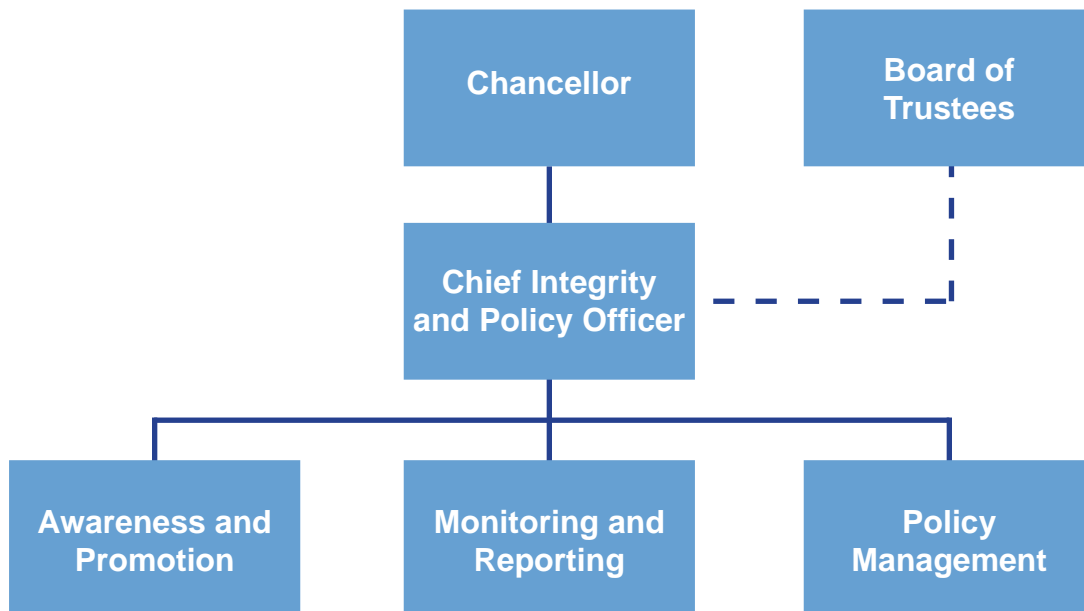 Chancellor
Board of
Trustees
Chief Integrity
and Policy Officer
Awareness and
Promotion
Monitoring and
Reporting
Policy
Management